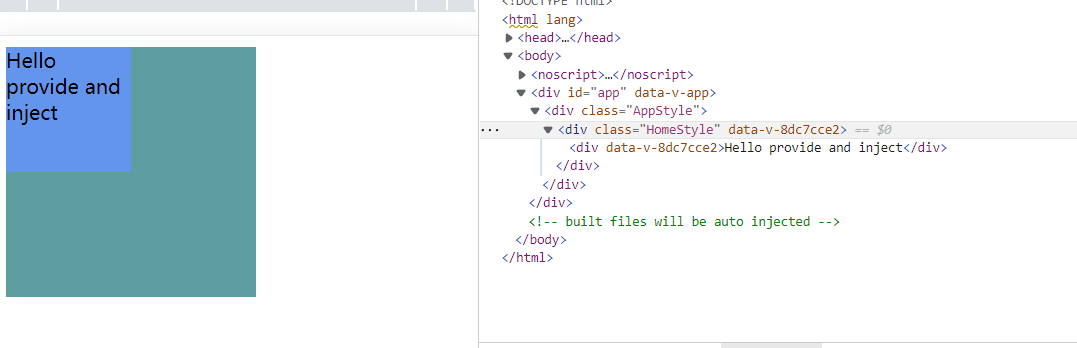 Hello
provide and
inject
<!DOCTYPE html>
<html lang>
<head>…</head>
<body>
<noscript>…</noscript>
<div id="app" data-v-app>
<div class="AppStyle">
<div class="HomeStyle" data-v-8dc7cce2> == $0
<div data-v-8dc7cce2>Hello provide and inject</div>
</div>
</div>
</div>
<!-- built files will be auto injected -->
</body>
</html>